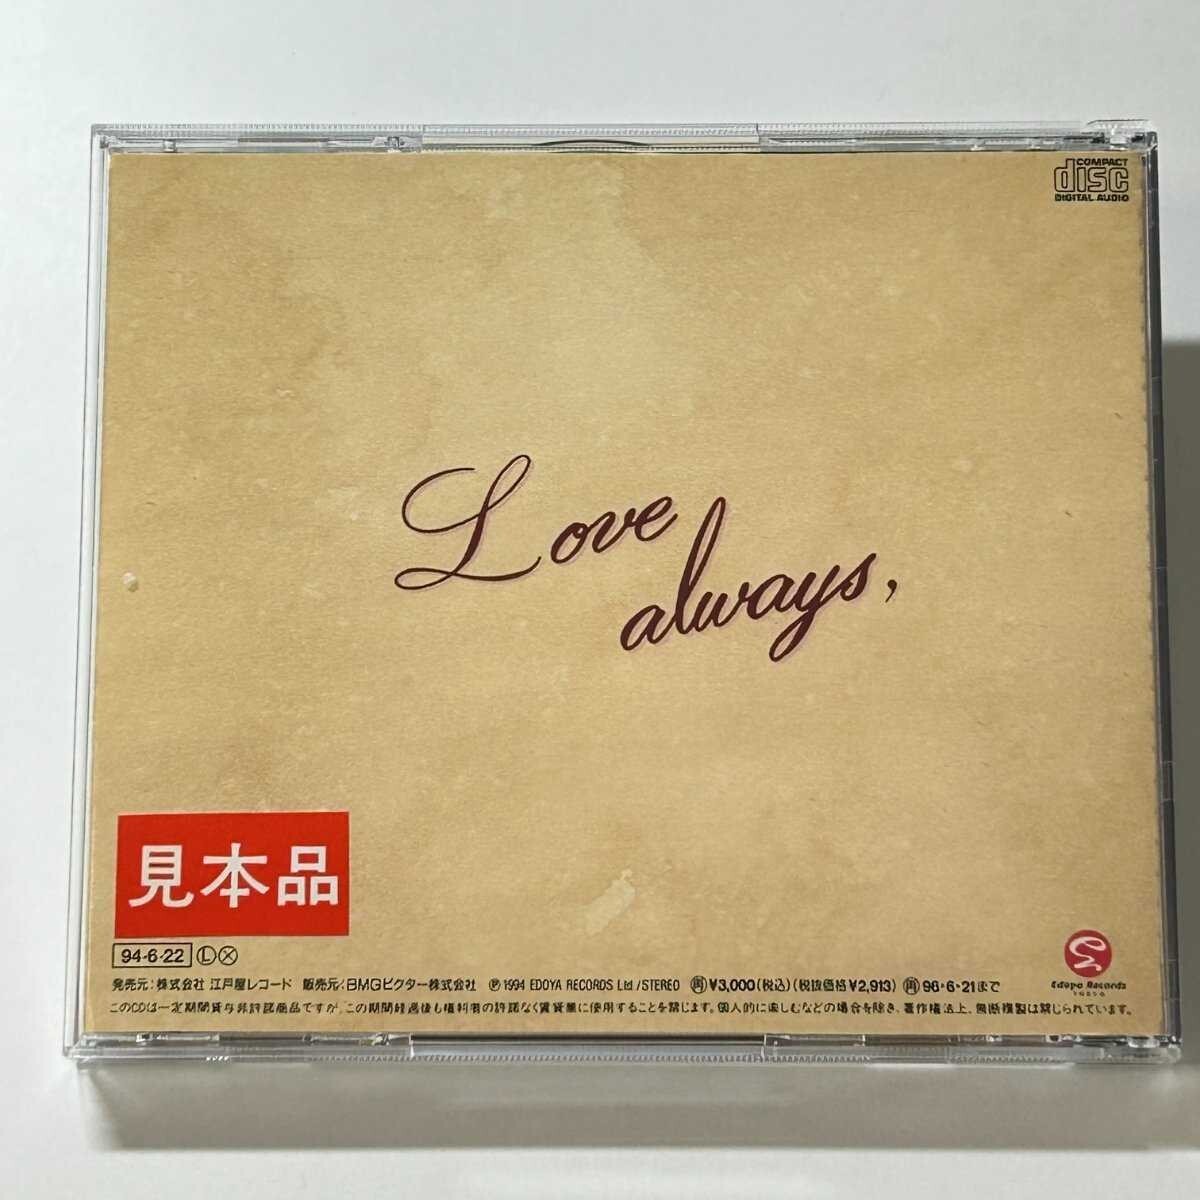 COMPACT
disc
DIGITAL AUDIO
Love
always,
見本品
94-6-22 Ⓛ Ⓧ
発売元:株式会社 江戸屋レコード 販売元:BMGビクター株式会社 Ⓟ1994 EDOYA RECORDS Ltd/STEREO ㊢¥3,000(税込)(税抜価格¥2,913) 96・6・21まで
Edoya Records
TOKYO
このCDは一定期間貸与非許諾商品ですが、この期間経過後も権利者の許諾なく賃貸業に使用することを禁じます。個人的に楽しむなどの場合を除き、著作権法上、無断複製は禁じられています。